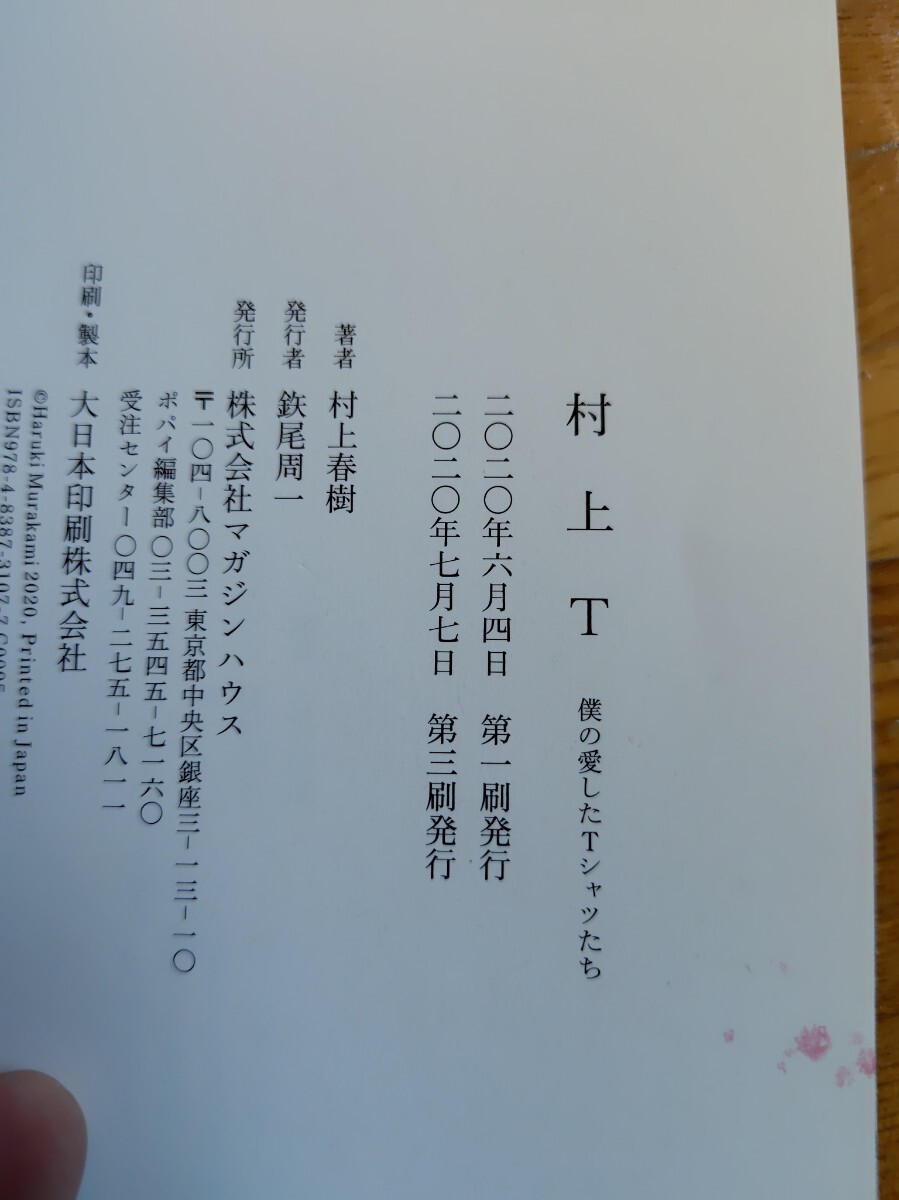 村上T 僕の愛したTシャツたち
二〇二〇年六月四日 第一刷発行
二〇二〇年七月七日 第三刷発行
著者 村上春樹
発行者 鉃尾周一
発行所 株式会社マガジンハウス
〒一〇四-八〇〇三 東京都中央区銀座三-一三-一〇
ポパイ編集部〇三-三五四五-七一六〇
受注センター〇四九-二七五-一八一一
印刷・製本 大日本印刷株式会社
©Haruki Murakami 2020, Printed in Japan
ISBN978-4-8387-3107-7 C0095